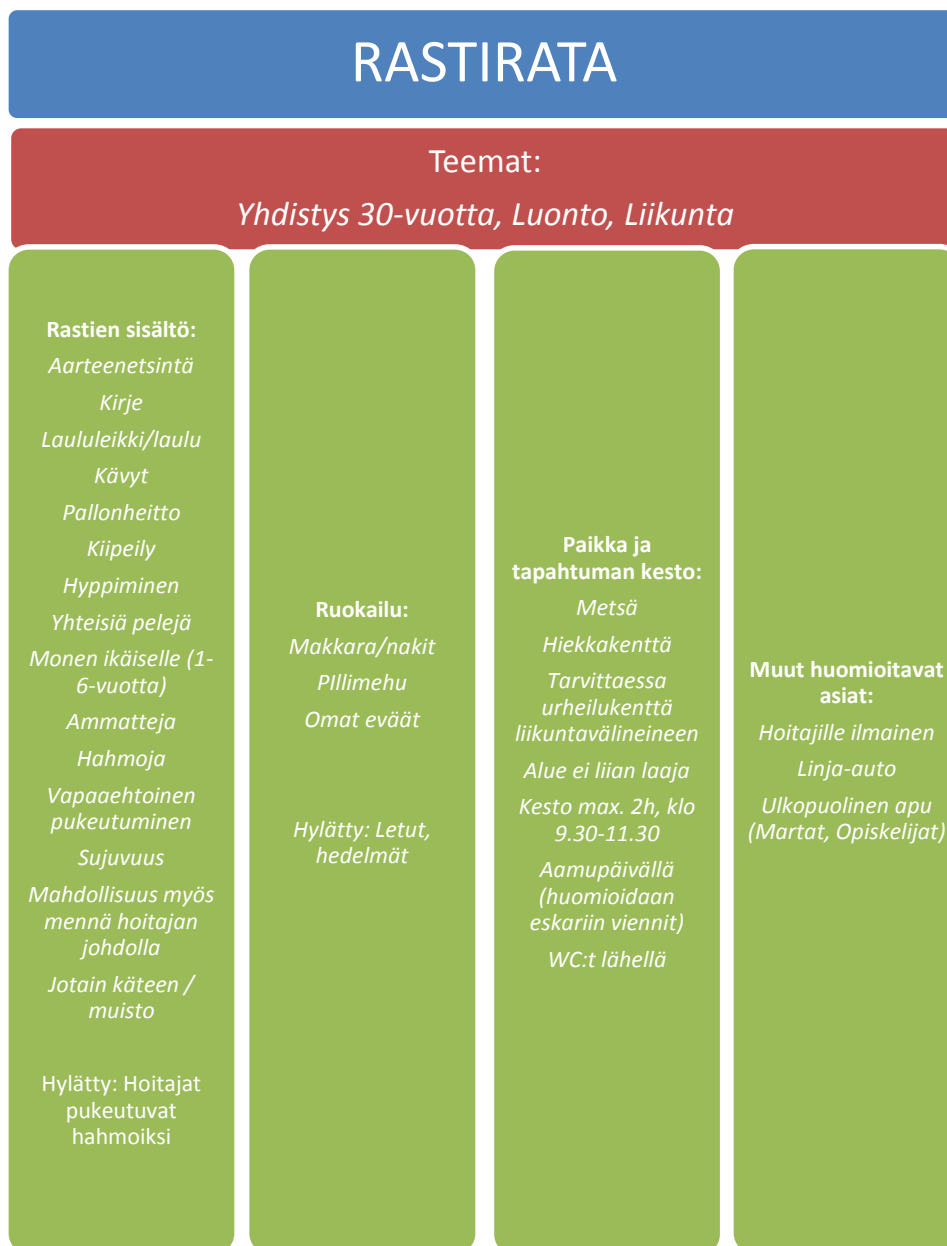 RASTIRATA
Teemat:
Yhdistys 30-vuotta, Luonto, Liikunta
Rastien sisältö:
Aarteenetsintä
Kirje
Laululeikki/laulu
Kävyt
Pallonheitto
Kiipeily
Hyppiminen
Yhteisiä pelejä
Monen ikäiselle (1-
6-vuotta)
Ammatteja
Hahmoja
Vapaaehtoinen
pukeutuminen
Sujuvuus
Mahdollisuus myös
mennä hoitajan
johdolla
Jotain käteen /
muisto
Hylätty: Hoitajat
pukeutuvat
hahmoiksi
Ruokailu:
Makkara/nakit
PIllimehu
Omat eväät
Hylätty: Letut,
hedelmät
Paikka ja
tapahtuman kesto:
Metsä
Hiekkakenttä
Tarvittaessa
urheilukenttä
liikuntavälineineen
Alue ei liian laaja
Kesto max. 2h, klo
9.30-11.30
Aamupäivällä
(huomioidaan
eskariin viennit)
WC:t lähellä
Muut huomioitavat
asiat:
Hoitajille ilmainen
Linja-auto
Ulkopuolinen apu
(Martat, Opiskelijat)